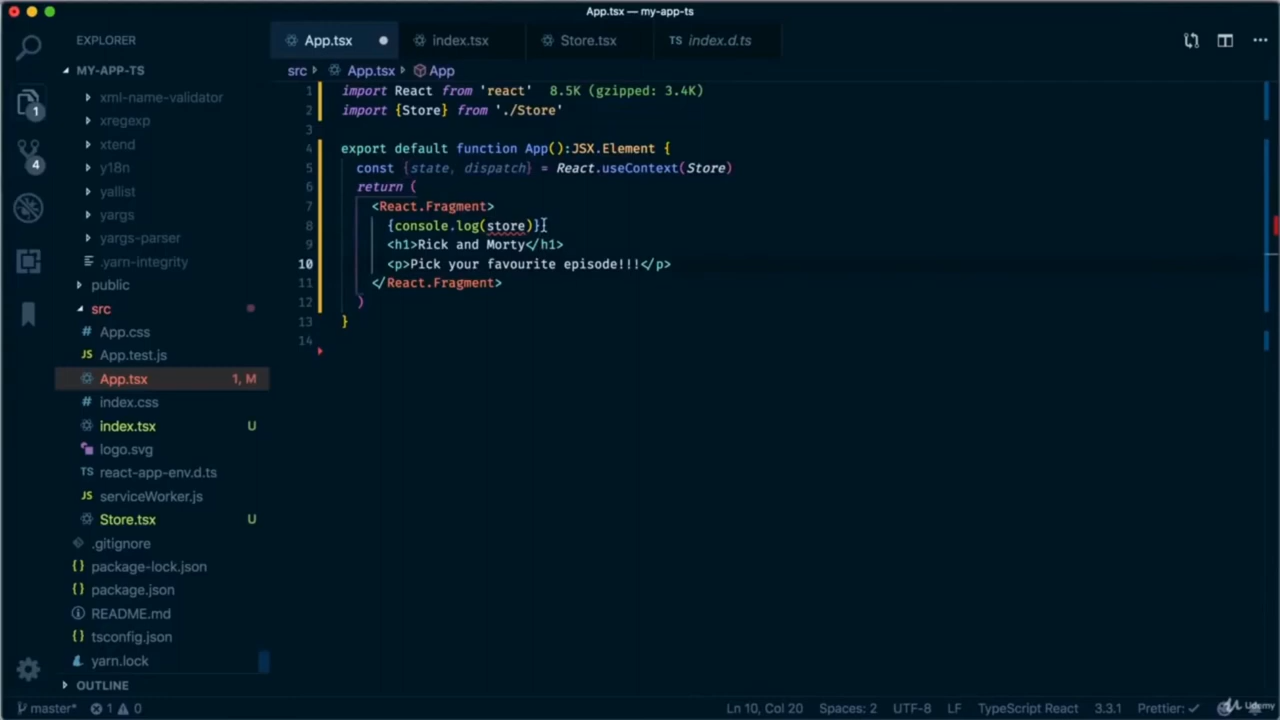 App.tsx — my-app-ts
EXPLORER
App.tsx
index.tsx
Store.tsx
TS index.d.ts
MY-APP-TS
src App.tsx App
xml-name-validator
xregexp
xtend
y18n
yallist
yargs
yargs-parser
.yarn-integrity
public
src
# App.css
JS App.test.js
App.tsx 1, M
# index.css
index.tsx U
logo.svg
TS react-app-env.d.ts
JS serviceWorker.js
Store.tsx U
.gitignore
{} package-lock.json
{} package.json
README.md
{} tsconfig.json
yarn.lock
OUTLINE
1
4
1 import React from 'react' 8.5K (gzipped: 3.4K)
2 import {Store} from './Store'
3
4 export default function App():JSX.Element {
5 const {state, dispatch} = React.useContext(Store)
6 return (
7 <React.Fragment>
8 {console.log(store)}
9 <h1>Rick and Morty</h1>
10 <p>Pick your favourite episode!!!</p>
11 </React.Fragment>
12 )
13 }
14
master* 1 0
Ln 10, Col 20 Spaces: 2 UTF-8 LF TypeScript React 3.3.1 Prettier: ✓
Udemy